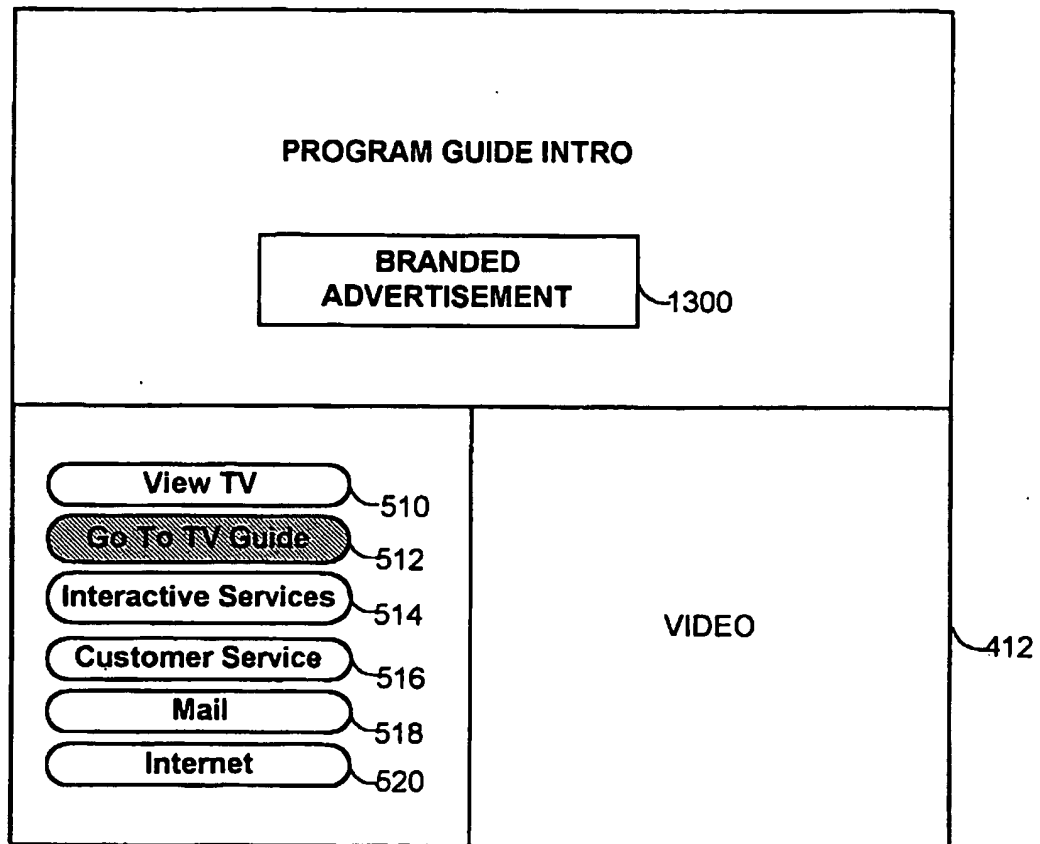 PROGRAM GUIDE INTRO
BRANDED
ADVERTISEMENT
1300
View TV
510
Go To TV Guide
512
Interactive Services
514
Customer Service
516
Mail
518
Internet
520
VIDEO
412